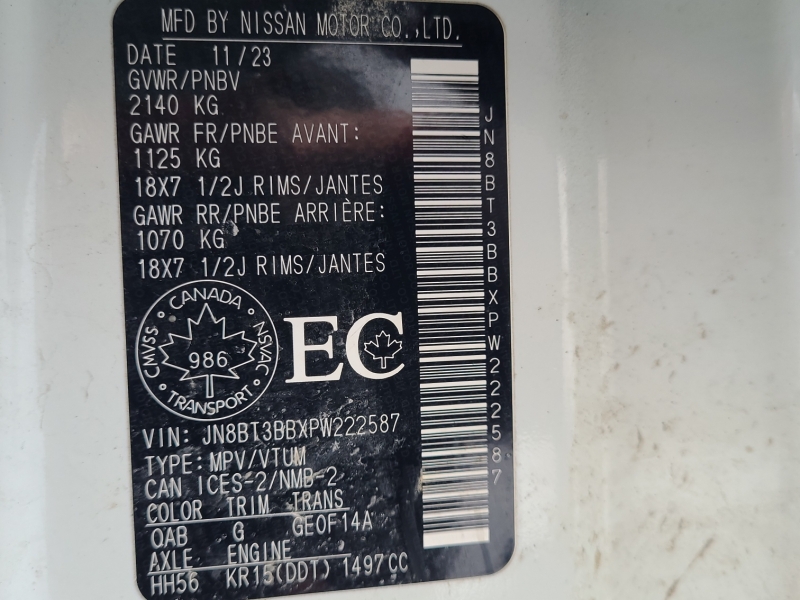 MFD BY NISSAN MOTOR CO.,LTD.
DATE 11/23
GVWR/PNBV
2140 KG
GAWR FR/PNBE AVANT:
1125 KG
18X7 1/2J RIMS/JANTES
GAWR RR/PNBE ARRIÈRE:
1070 KG
18X7 1/2J RIMS/JANTES
CANADA
CMVSS NSVAC
986
TRANSPORT
EC
VIN: JN8BT3BBXPW222587
TYPE: MPV/VTUM
CAN ICES-2/NMB-2
COLOR TRIM TRANS
QAB G GE0F14A
AXLE ENGINE
HH56 KR15(DDT) 1497CC
JN8BT3BBXPW222587